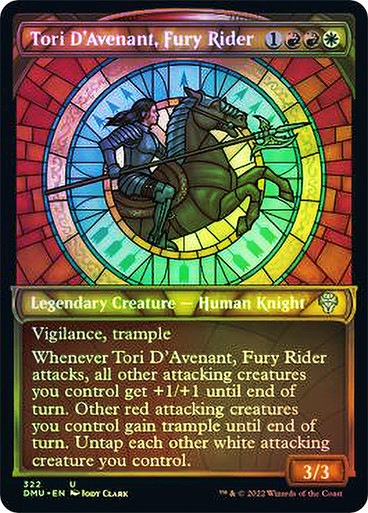 Tori D'Avenant, Fury Rider 1
Legendary Creature — Human Knight
Vigilance, trample
Whenever Tori D'Avenant, Fury Rider
attacks, all other attacking creatures
you control get +1/+1 until end of
turn. Other red attacking creatures
you control gain trample until end of
turn. Untap each other white attacking
creature you control.
3/3
322 U
DMU • EN Jody Clark
™ & © 2022 Wizards of the Coast